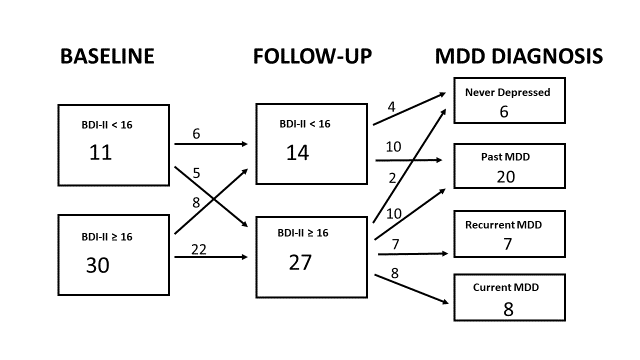 BASELINE
FOLLOW-UP
MDD DIAGNOSIS
BDI-II < 16
11
BDI-II ≥ 16
30
6
5
8
22
BDI-II < 16
14
BDI-II ≥ 16
27
4
10
2
10
7
8
Never Depressed
6
Past MDD
20
Recurrent MDD
7
Current MDD
8